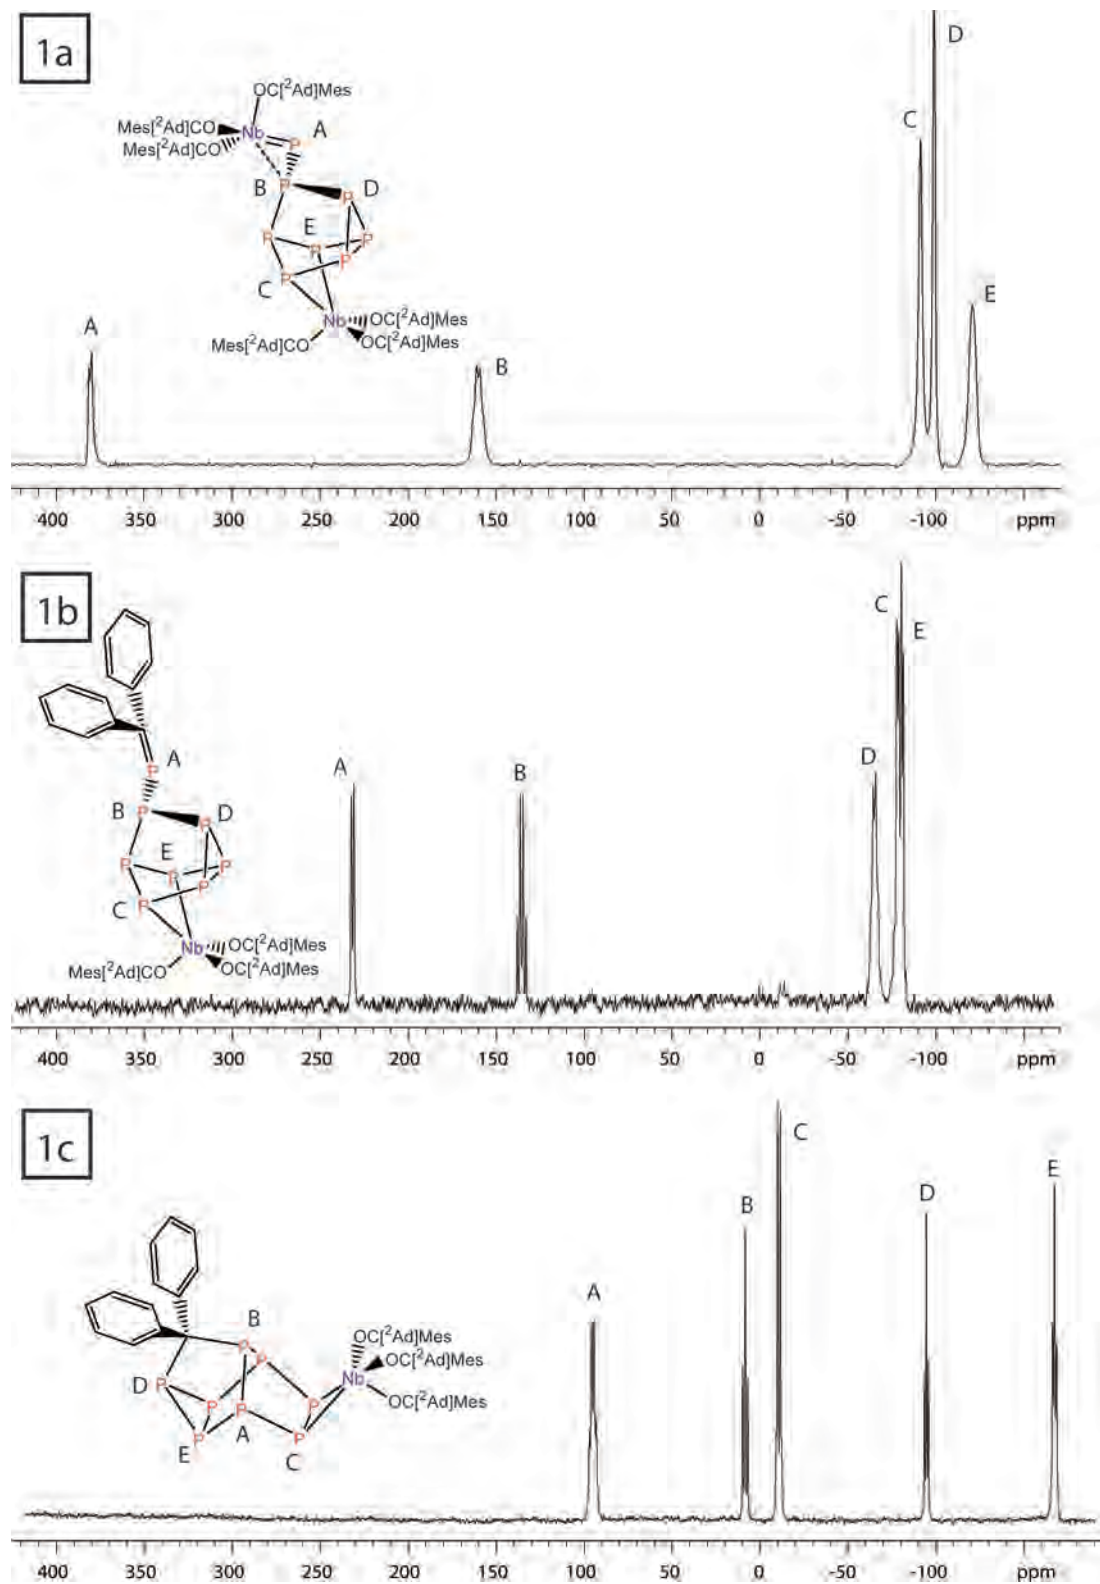 1a
OC[²Ad]Mes
Mes[²Ad]CO Nb P A
Mes[²Ad]CO
B P P D
E
P P P
P P
C
Nb OC[²Ad]Mes
Mes[²Ad]CO OC[²Ad]Mes
A B C D E
400 350 300 250 200 150 100 50 0 -50 -100 ppm
1b
P A
B P P D
E
P P P
P P
C
Nb OC[²Ad]Mes
Mes[²Ad]CO OC[²Ad]Mes
A B D C E
400 350 300 250 200 150 100 50 0 -50 -100 ppm
1c
B
P
P
OC[²Ad]Mes
Nb OC[²Ad]Mes
OC[²Ad]Mes
D P
P P P
P P
E A C
A B C D E
400 350 300 250 200 150 100 50 0 -50 -100 ppm